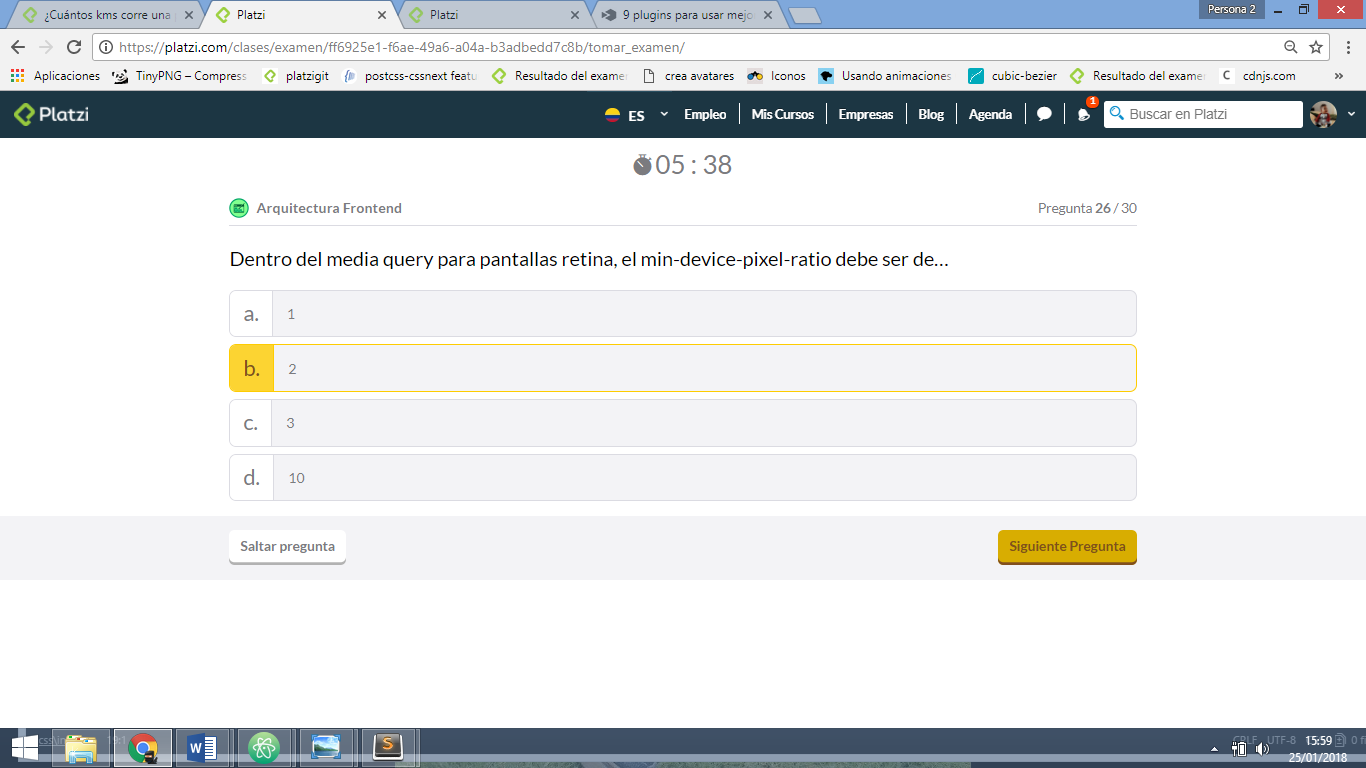 ¿Cuántos kms corre una
Platzi
Platzi
9 plugins para usar mejo
Persona 2
https://platzi.com/clases/examen/ff6925e1-f6ae-49a6-a04a-b3adbedd7c8b/tomar_examen/
Aplicaciones
TinyPNG – Compress
platzigit
postcss-cssnext featu
Resultado del examen
crea avatares
Iconos
Usando animaciones
cubic-bezier
Resultado del examen
C cdnjs.com
»
Platzi
ES
Empleo
Mis Cursos
Empresas
Blog
Agenda
1
Buscar en Platzi
05 : 38
Arquitectura Frontend
Pregunta 26 / 30
Dentro del media query para pantallas retina, el min-device-pixel-ratio debe ser de...
a. 1
b. 2
c. 3
d. 10
Saltar pregunta
Siguiente Pregunta
CRLF UTF-8
15:59
25/01/2018